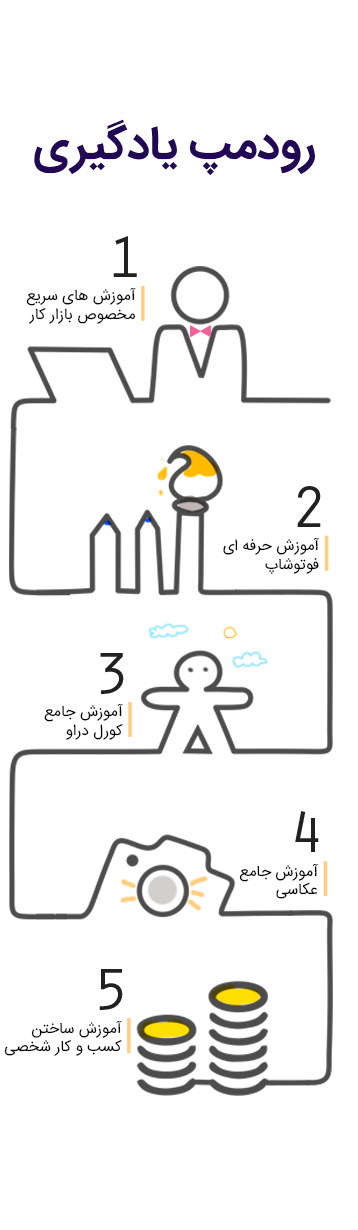 رودمپ یادگیری
1
آموزش های سریع
مخصوص بازار کار
2
آموزش حرفه ای
فوتوشاپ
3
آموزش جامع
کورل دراو
4
آموزش جامع
عکاسی
5
آموزش ساختن
کسب و کار شخصی